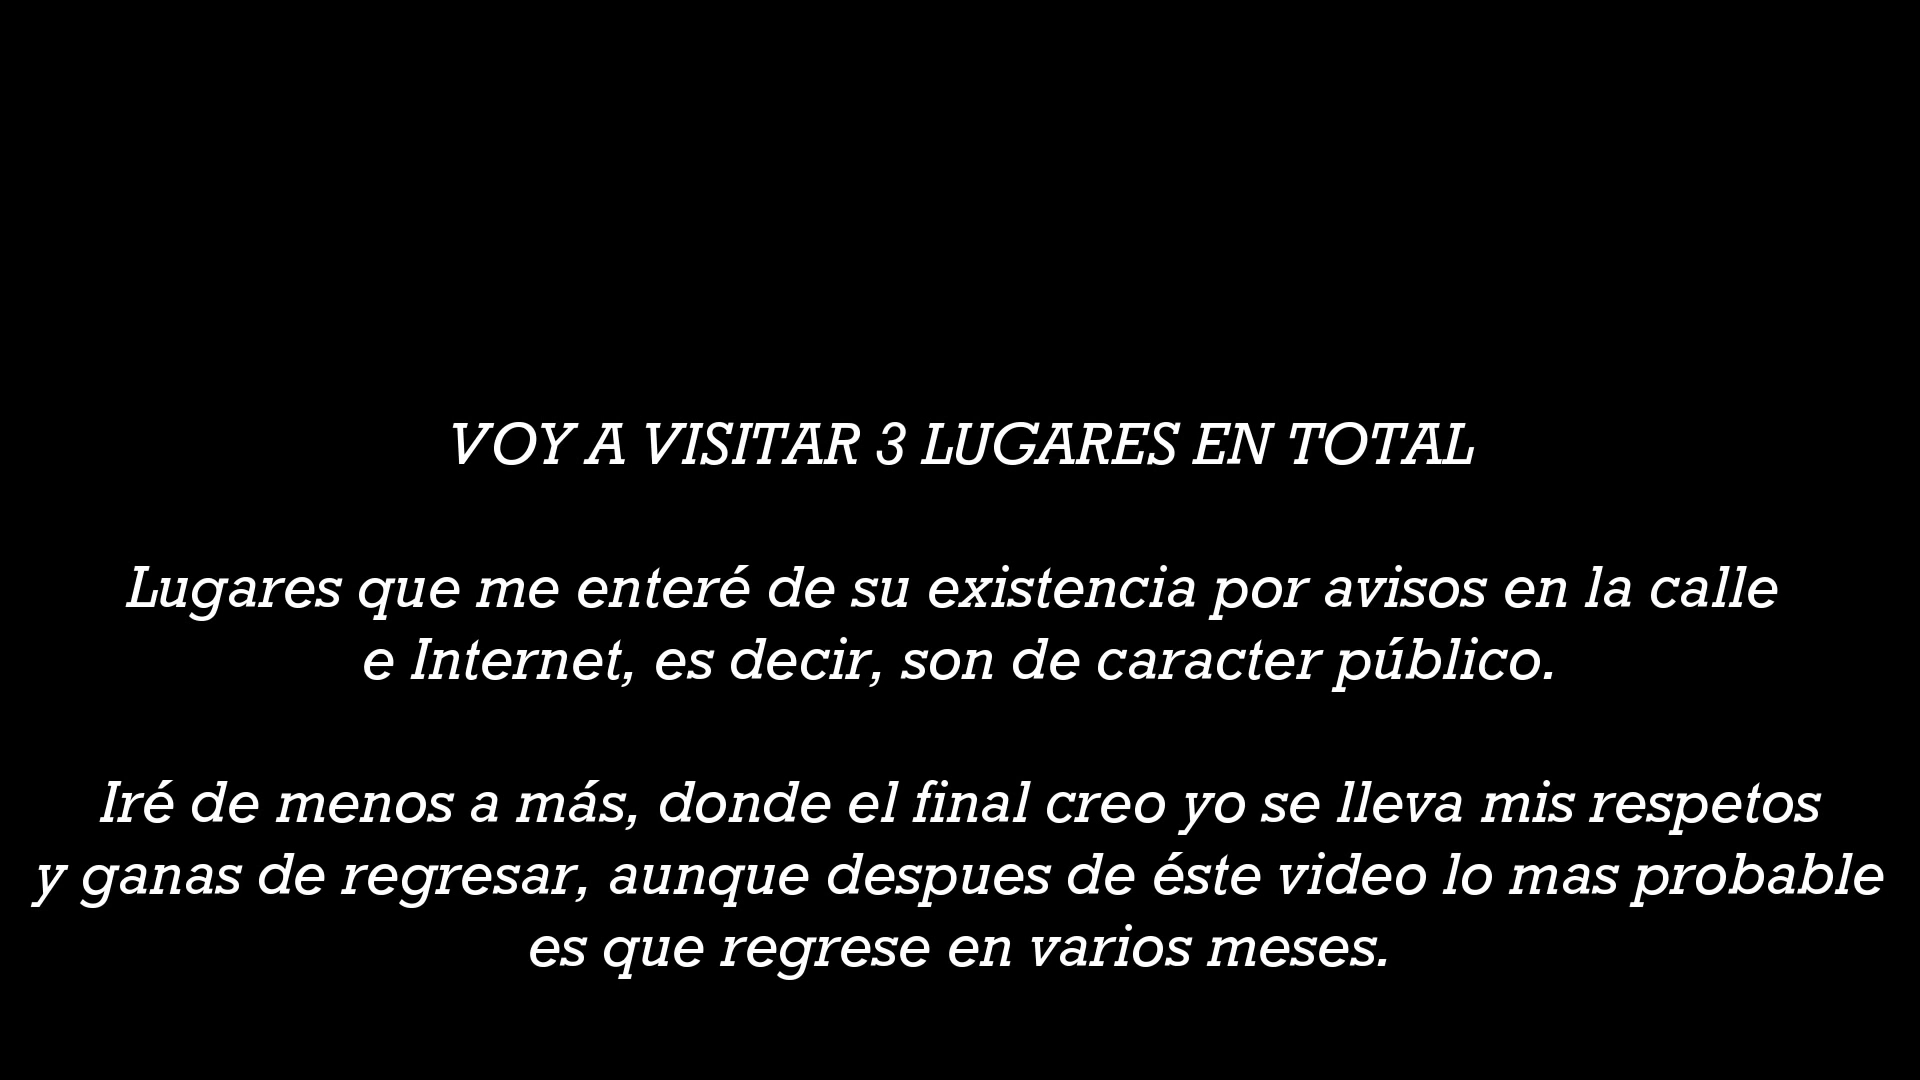 VOY A VISITAR 3 LUGARES EN TOTAL
Lugares que me enteré de su existencia por avisos en la calle
e Internet, es decir, son de caracter público.
Iré de menos a más, donde el final creo yo se lleva mis respetos
y ganas de regresar, aunque despues de éste video lo mas probable
es que regrese en varios meses.